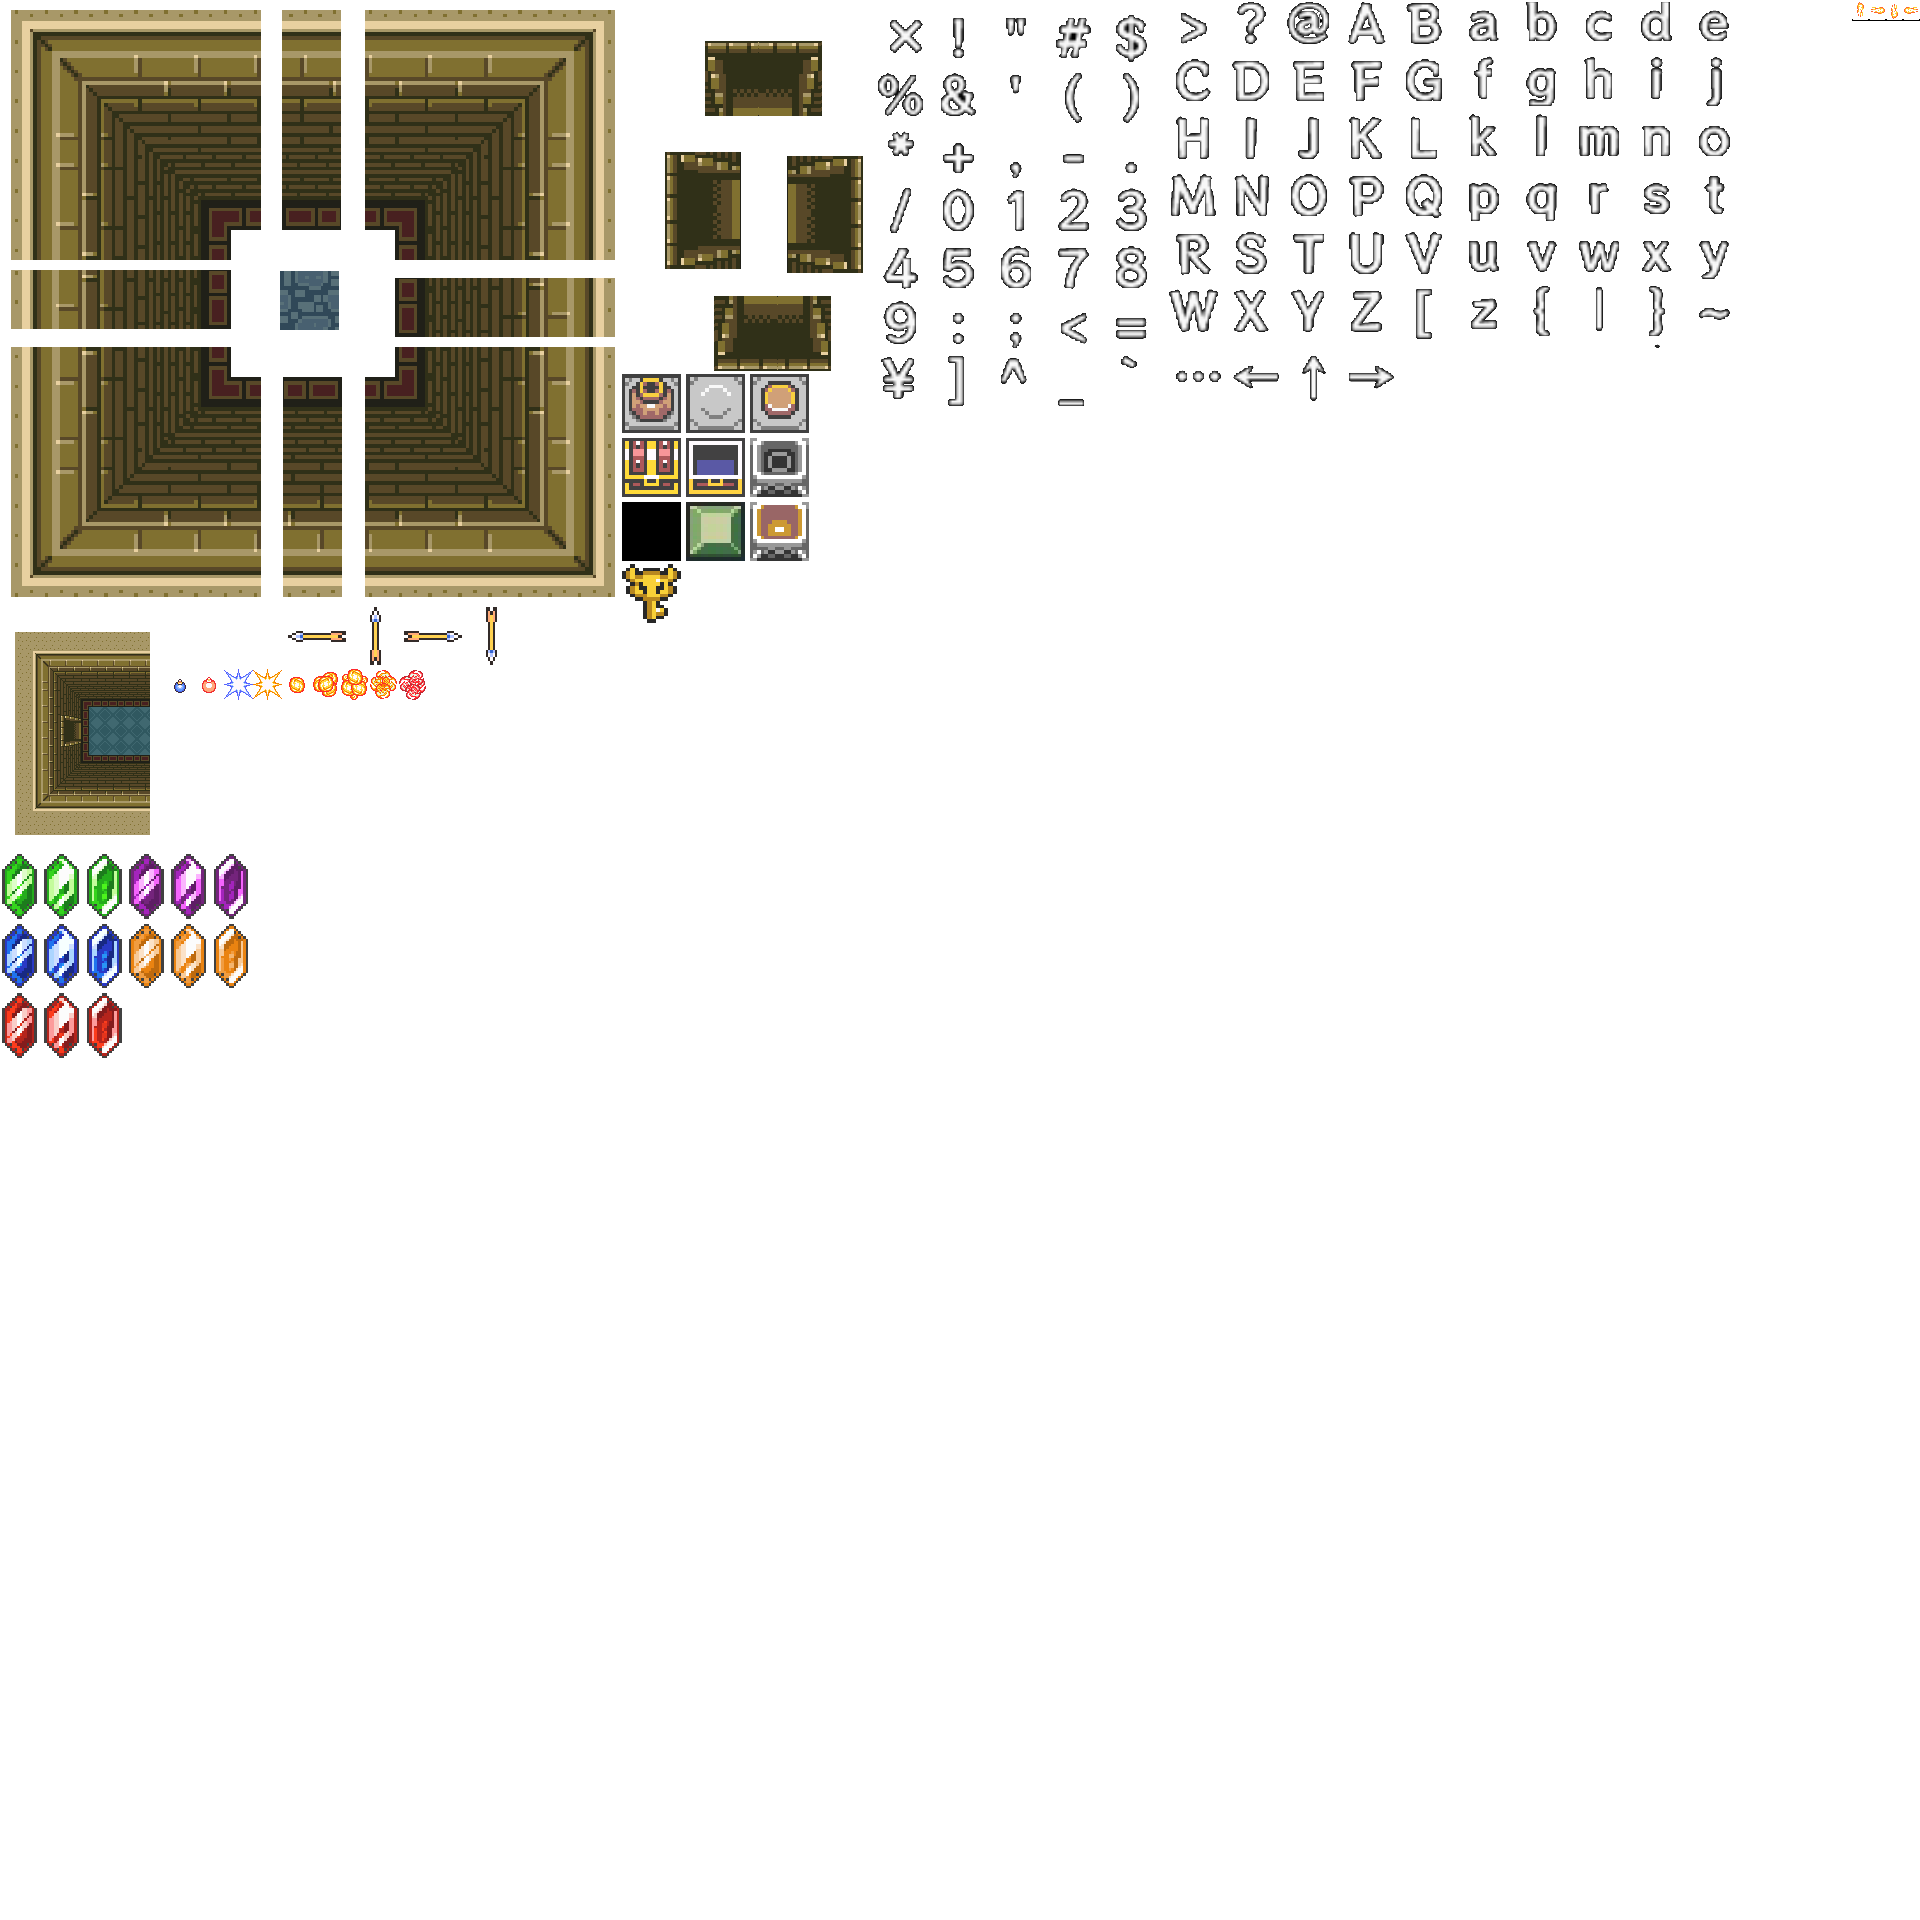 × ! " # $
% & ' ( )
* + , - .
/ 0 1 2 3
4 5 6 7 8
9 : ; < =
¥ ] ^ _ `
> ? @ A B a b c d e
C D E F G f g h i j
H I J K L k l m n o
M N O P Q p q r s t
R S T U V u v w x y
W X Y Z [ z { | } ~
… ← ↑ →